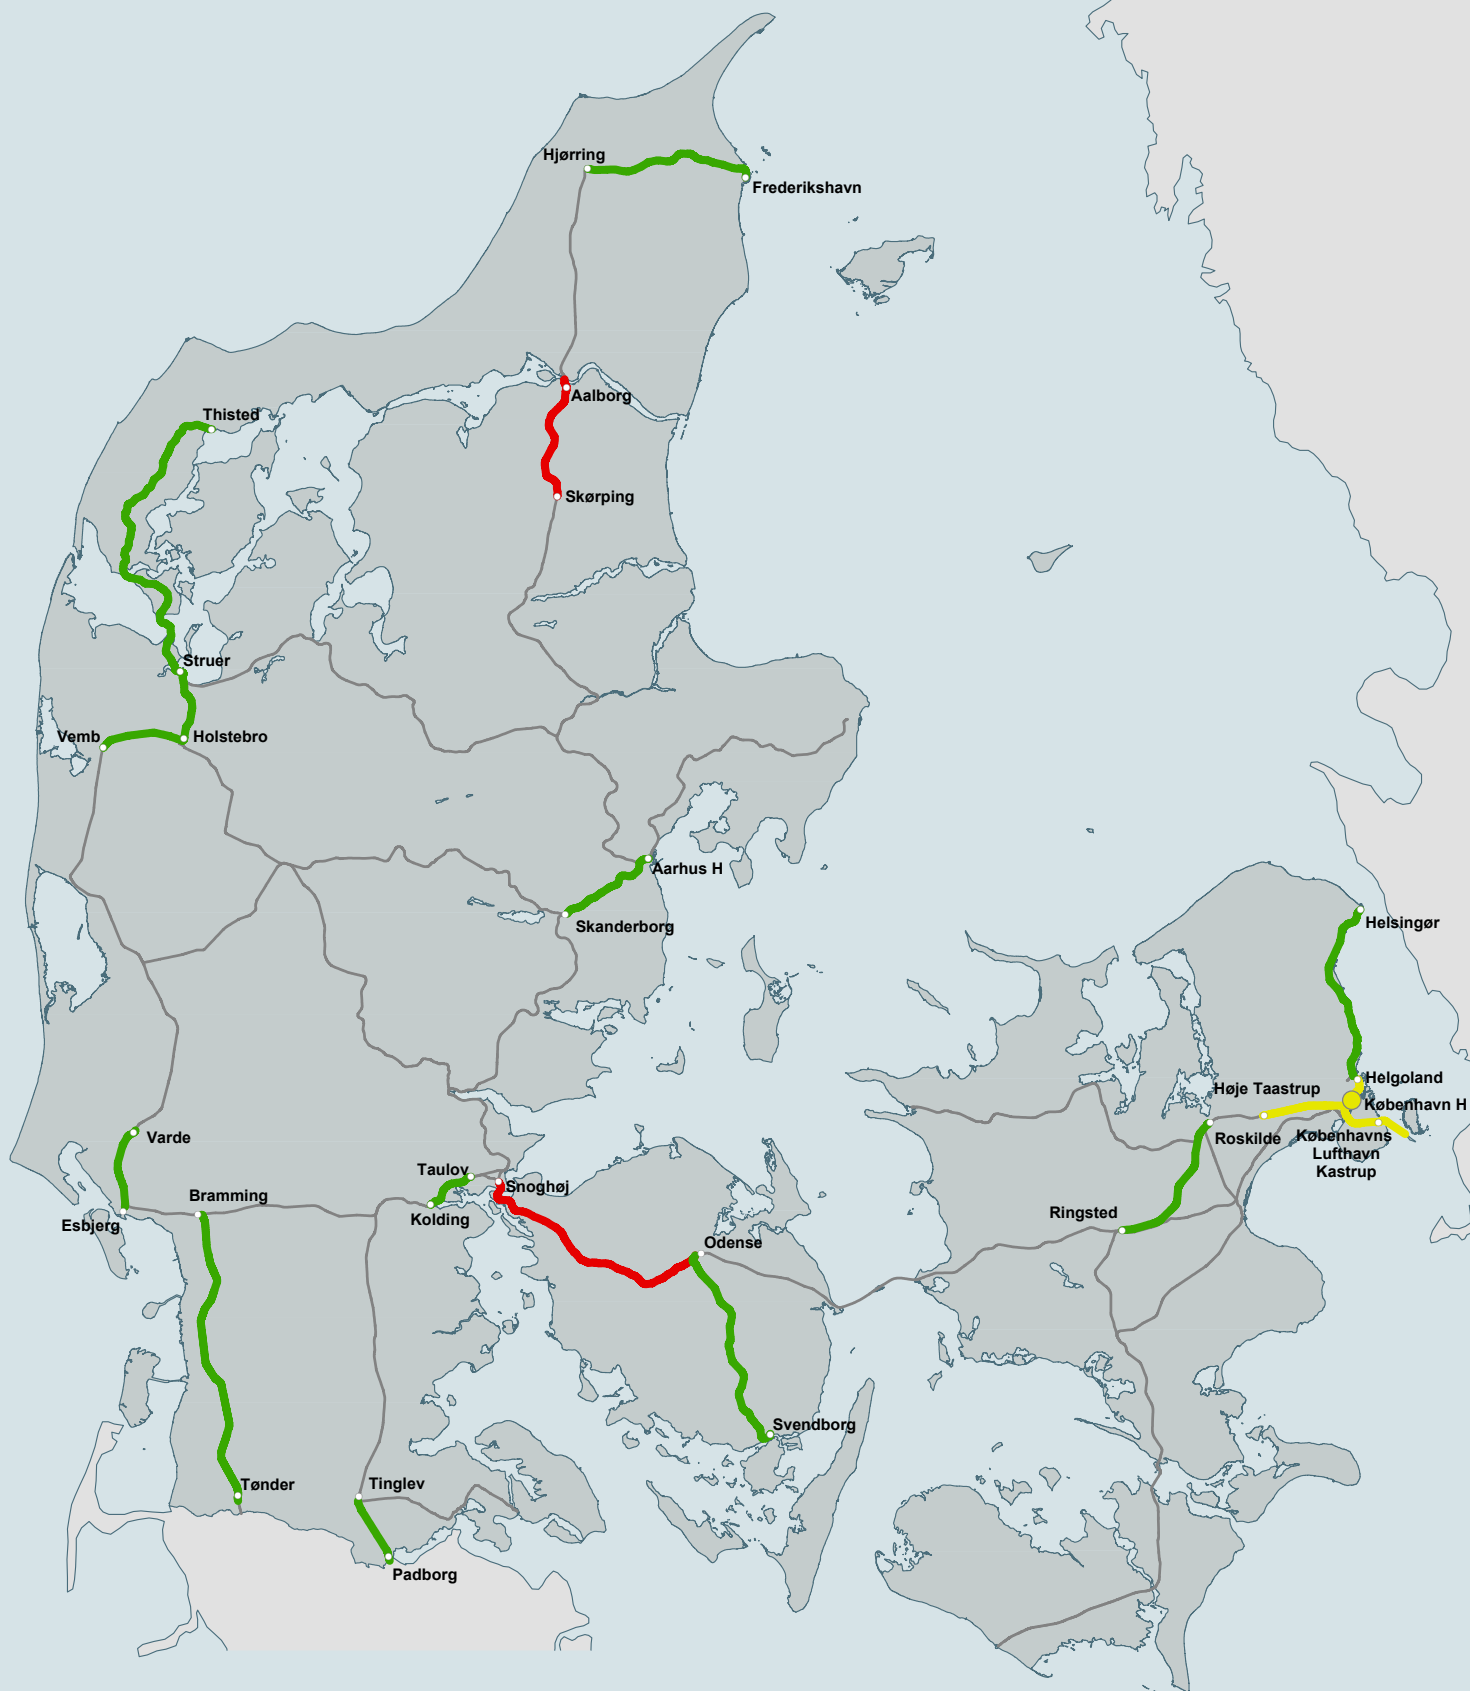 Hjørring
Frederikshavn
Aalborg
Thisted
Skørping
Struer
Vemb
Holstebro
Aarhus H
Skanderborg
Helsingør
Helgoland
Høje Taastrup
København H
Varde
Roskilde
Københavns
Lufthavn
Kastrup
Taulov
Snoghøj
Bramming
Esbjerg
Kolding
Ringsted
Odense
Svendborg
Tønder
Tinglev
Padborg